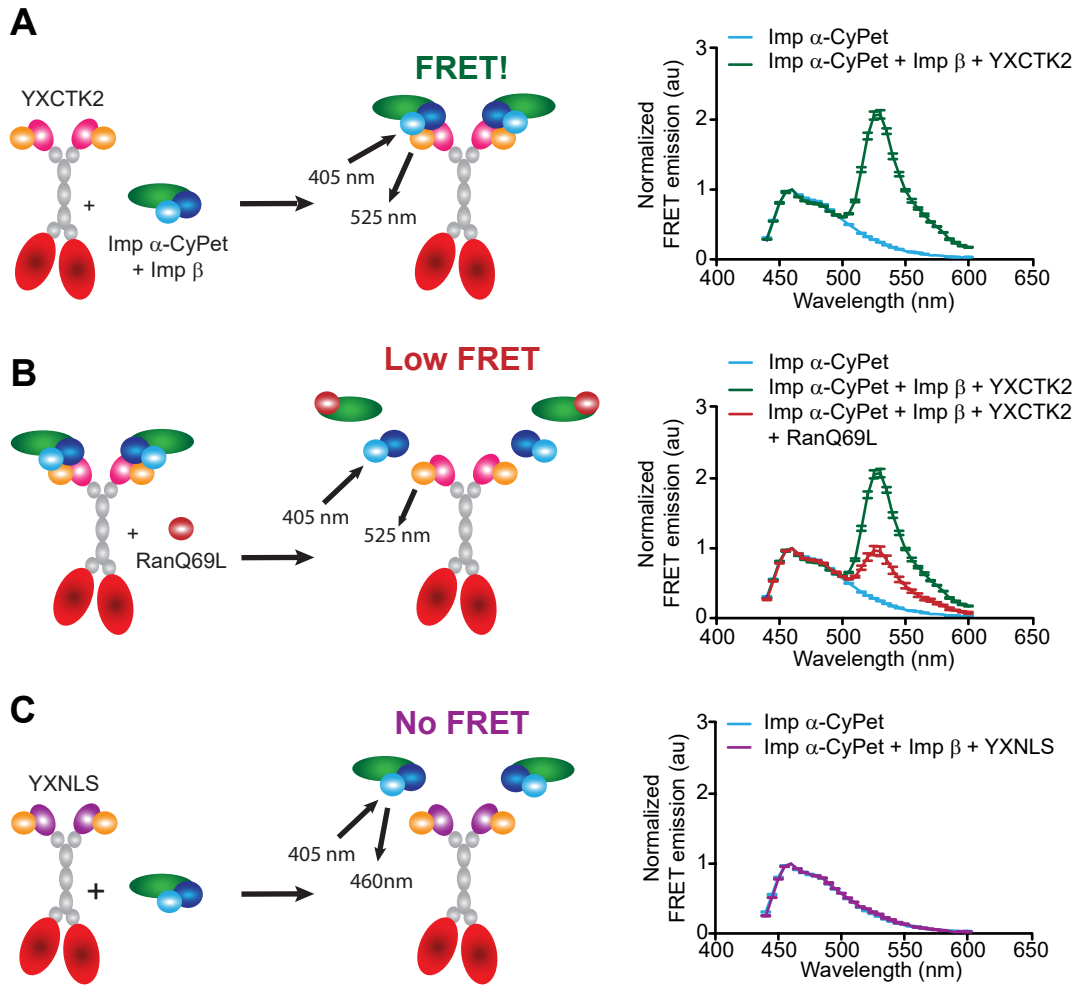 A
YXCTK2
+
Imp α-CyPet
+ Imp β
FRET!
405 nm
525 nm
Imp α-CyPet
Imp α-CyPet + Imp β + YXCTK2
Normalized
FRET emission (au)
3
2
1
0
400 450 500 550 600 650
Wavelength (nm)
B
+
RanQ69L
Low FRET
405 nm
525 nm
Imp α-CyPet
Imp α-CyPet + Imp β + YXCTK2
Imp α-CyPet + Imp β + YXCTK2
+ RanQ69L
Normalized
FRET emission (au)
3
2
1
0
400 450 500 550 600 650
Wavelength (nm)
C
YXNLS
+
No FRET
405 nm
460nm
Imp α-CyPet
Imp α-CyPet + Imp β + YXNLS
Normalized
FRET emission (au)
3
2
1
0
400 450 500 550 600 650
Wavelength (nm)